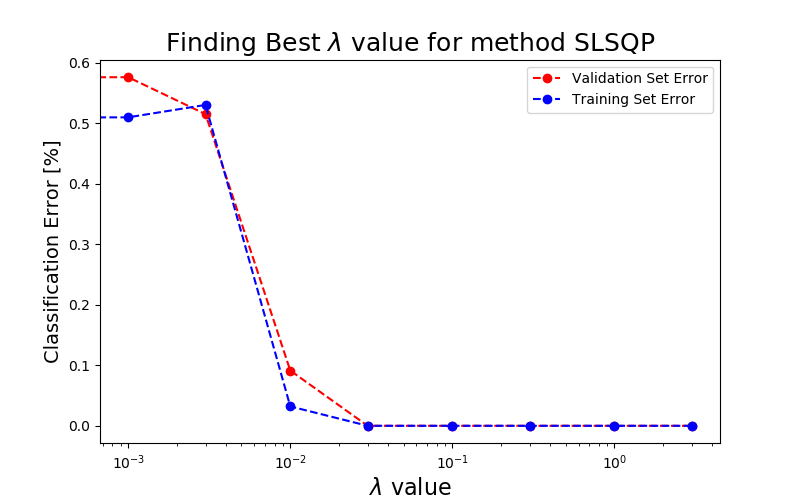 Finding Best λ value for method SLSQP
Validation Set Error
Training Set Error
Classification Error [%]
0.6
0.5
0.4
0.3
0.2
0.1
0.0
10⁻³ 10⁻² 10⁻¹ 10⁰
λ value